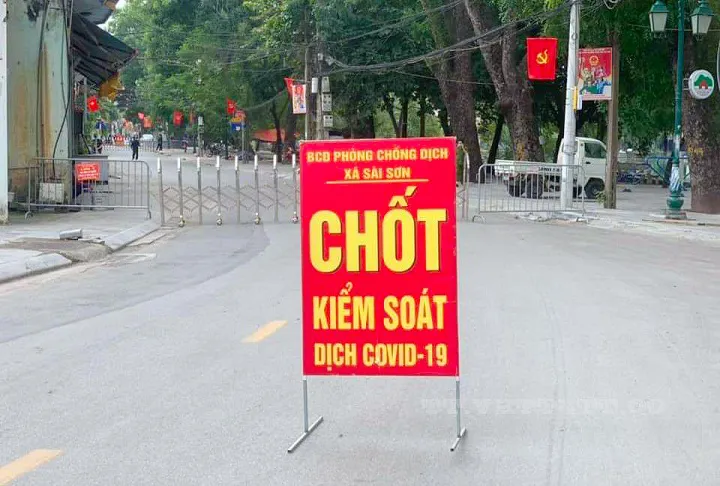 BCĐ PHÒNG CHỐNG DỊCH
XÃ SÀI SƠN
CHỐT
KIỂM SOÁT
DỊCH COVID-19